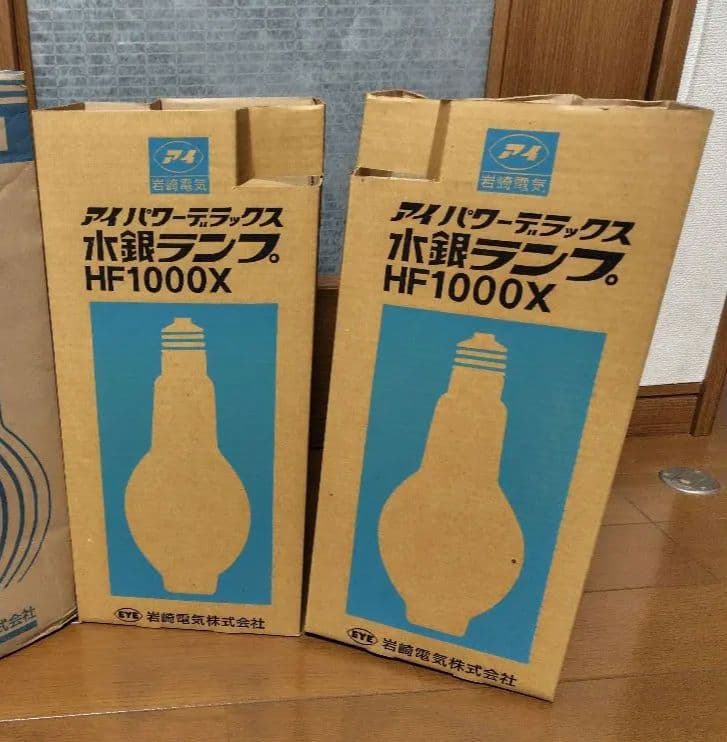 アイ
岩崎電気
アイ パワーデラックス
水銀ランプ
HF1000X
EYE 岩崎電気株式会社
アイ
岩崎電気
アイ パワーデラックス
水銀ランプ
HF1000X
EYE 岩崎電気株式会社
式会社